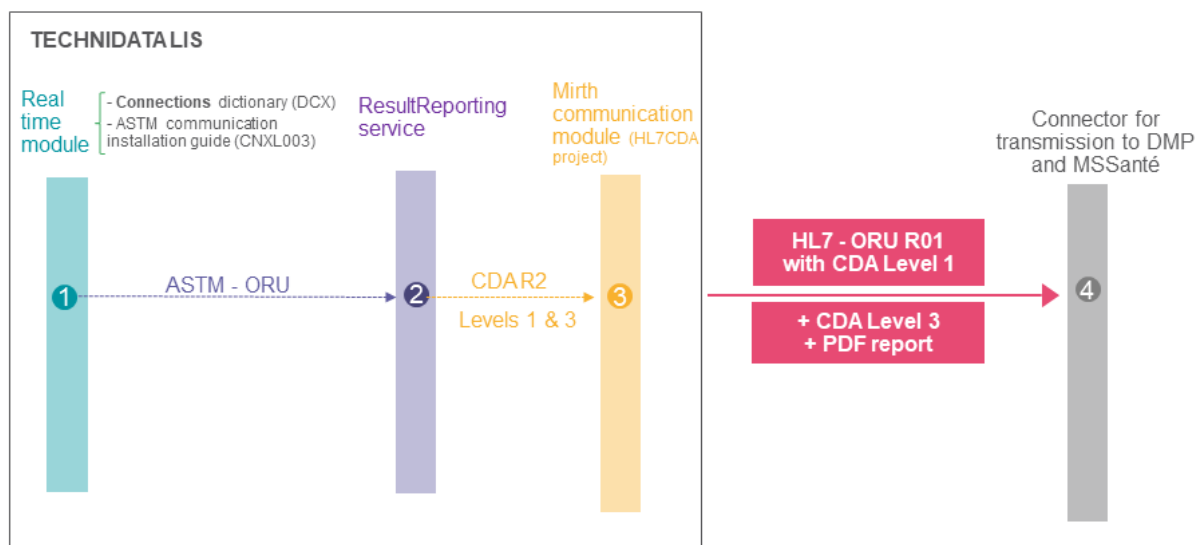 TECHNIDATA LIS
Real
time
module
- Connections dictionary (DCX)
- ASTM communication
installation guide (CNXL003)
ResultReporting
service
Mirth
communication
module (HL7CDA
project)
Connector for
transmission to DMP
and MSSanté
1
ASTM - ORU
2
CDA R2
Levels 1 & 3
3
HL7 - ORU R01
with CDA Level 1
+ CDA Level 3
+ PDF report
4